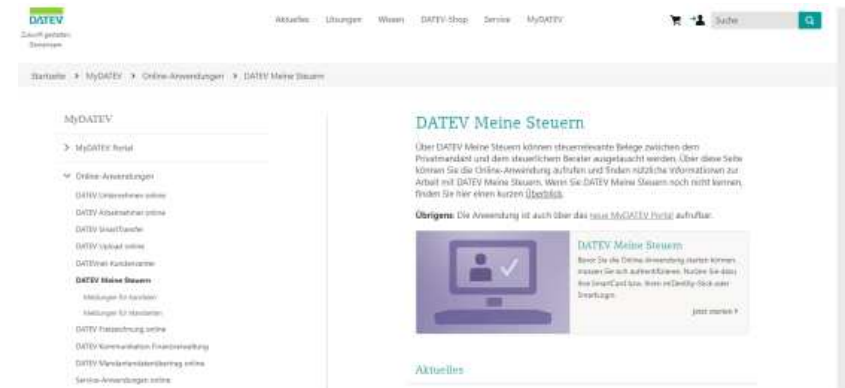 DATEV
Zukunft gestalten.
Gemeinsam.
Aktuelles Lösungen Wissen DATEV-Shop Service MyDATEV
Suche
Startseite > MyDATEV > Online-Anwendungen > DATEV Meine Steuern
MyDATEV
> MyDATEV Portal
Online-Anwendungen
DATEV Unternehmen online
DATEV Arbeitnehmer online
DATEV SmartTransfer
DATEV Upload online
DATEVnet Kundencenter
DATEV Meine Steuern
Meldungen für Kanzleien
Meldungen für Mandanten
DATEV Freizeichnung online
DATEV Kommunikation Finanzverwaltung
DATEV Mandantendatenübertrag online
Service-Anwendungen online
DATEV Meine Steuern
Über DATEV Meine Steuern können steuerrelevante Belege zwischen dem
Privatmandant und dem steuerlichem Berater ausgetauscht werden. Über diese Seite
können Sie die Online-Anwendung aufrufen und finden nützliche Informationen zur
Arbeit mit DATEV Meine Steuern. Wenn Sie DATEV Meine Steuern noch nicht kennen,
finden Sie hier einen kurzen Überblick.
Übrigens: Die Anwendung ist auch über das neue MyDATEV Portal aufrufbar.
DATEV Meine Steuern
Bevor Sie die Online-Anwendung starten können
müssen Sie sich authentifizieren. Nutzen Sie dazu
Ihre SmartCard bzw. Ihren mIDentity-Stick oder
SmartLogin.
Jetzt starten >
Aktuelles